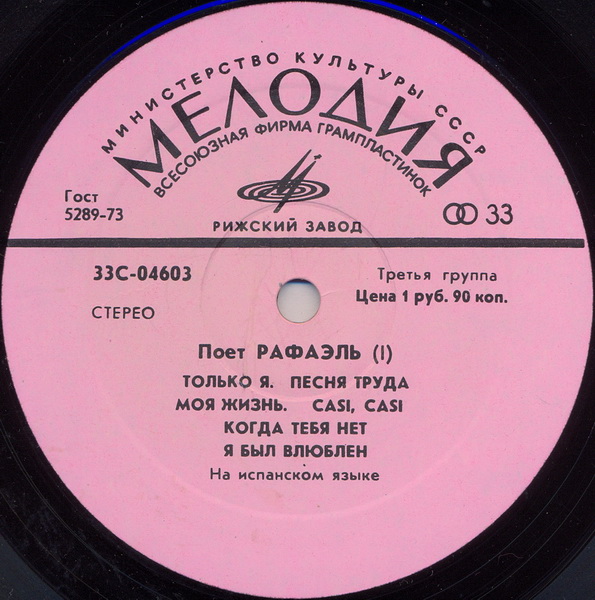 МИНИСТЕРСТВО КУЛЬТУРЫ СССР
МЕЛОДИЯ
ВСЕСОЮЗНАЯ ФИРМА ГРАМПЛАСТИНОК
Гост
5289-73
33
РИЖСКИЙ ЗАВОД
33С-04603
Третья группа
Цена 1 руб. 90 коп.
СТЕРЕО
Поет РАФАЭЛЬ (I)
ТОЛЬКО Я. ПЕСНЯ ТРУДА
МОЯ ЖИЗНЬ. CASI, CASI
КОГДА ТЕБЯ НЕТ
Я БЫЛ ВЛЮБЛЕН
На испанском языке